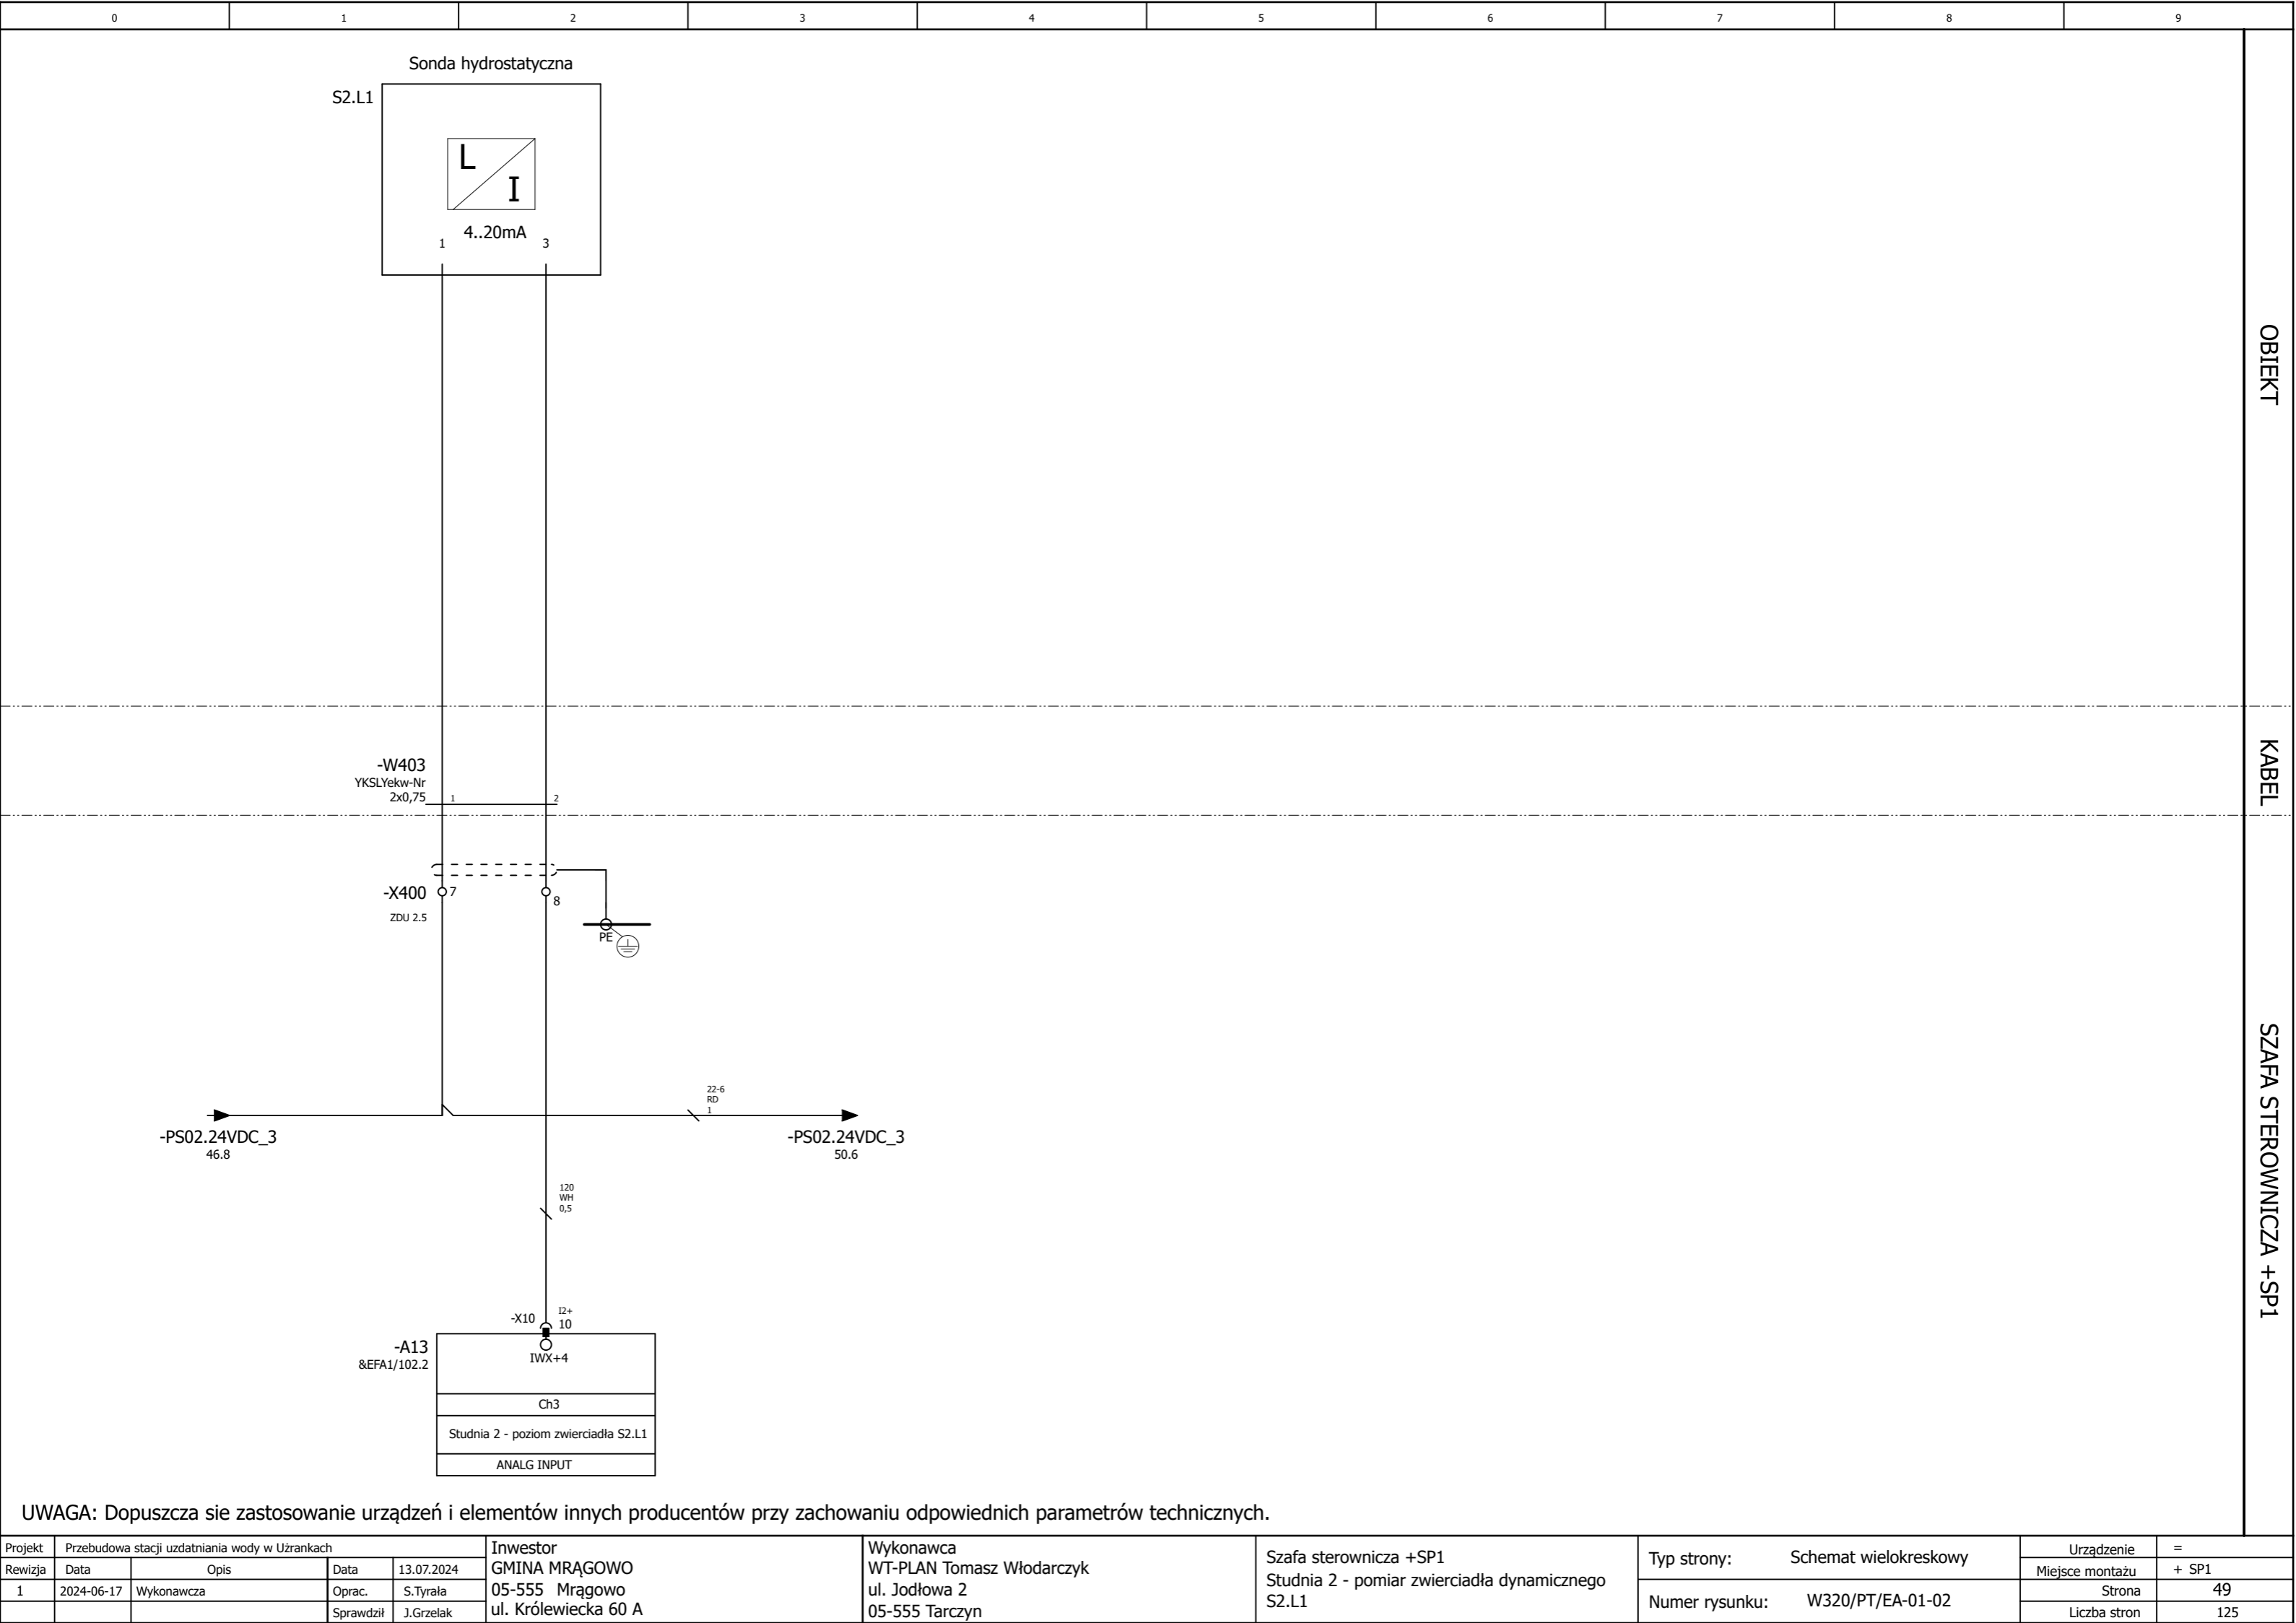 0 1 2 3 4 5 6 7 8 9
Sonda hydrostatyczna
S2.L1
L
I
4..20mA
1 3
OBIEKT
-W403
YKSLYekw-Nr
2x0,75
1 2
KABEL
-X400
ZDU 2.5
7
8
PE
22-6
RD
1
-PS02.24VDC_3
46.8
-PS02.24VDC_3
50.6
120
WH
0,5
SZAFA STEROWNICZA +SP1
-X10
I2+
10
-A13
&EFA1/102.2
IWX+4
Ch3
Studnia 2 - poziom zwierciadła S2.L1
ANALG INPUT
UWAGA: Dopuszcza sie zastosowanie urządzeń i elementów innych producentów przy zachowaniu odpowiednich parametrów technicznych.
Projekt Przebudowa stacji uzdatniania wody w Użrankach
Rewizja Data Opis Data 13.07.2024
1 2024-06-17 Wykonawcza Oprac. S.Tyrała
Sprawdził J.Grzelak
Inwestor
GMINA MRĄGOWO
05-555 Mrągowo
ul. Królewiecka 60 A
Wykonawca
WT-PLAN Tomasz Włodarczyk
ul. Jodłowa 2
05-555 Tarczyn
Szafa sterownicza +SP1
Studnia 2 - pomiar zwierciadła dynamicznego
S2.L1
Typ strony: Schemat wielokreskowy
Numer rysunku: W320/PT/EA-01-02
Urządzenie =
Miejsce montażu + SP1
Strona 49
Liczba stron 125